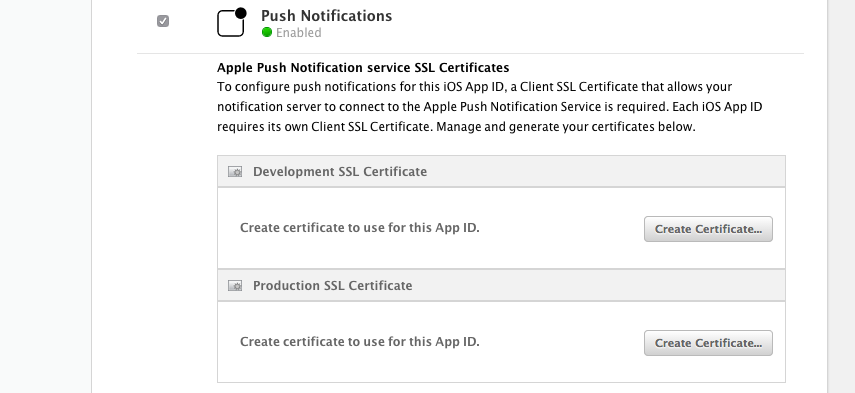 Push Notifications
Enabled
Apple Push Notification service SSL Certificates
To configure push notifications for this iOS App ID, a Client SSL Certificate that allows your
notification server to connect to the Apple Push Notification Service is required. Each iOS App ID
requires its own Client SSL Certificate. Manage and generate your certificates below.
Development SSL Certificate
Create certificate to use for this App ID.
Create Certificate...
Production SSL Certificate
Create certificate to use for this App ID.
Create Certificate...